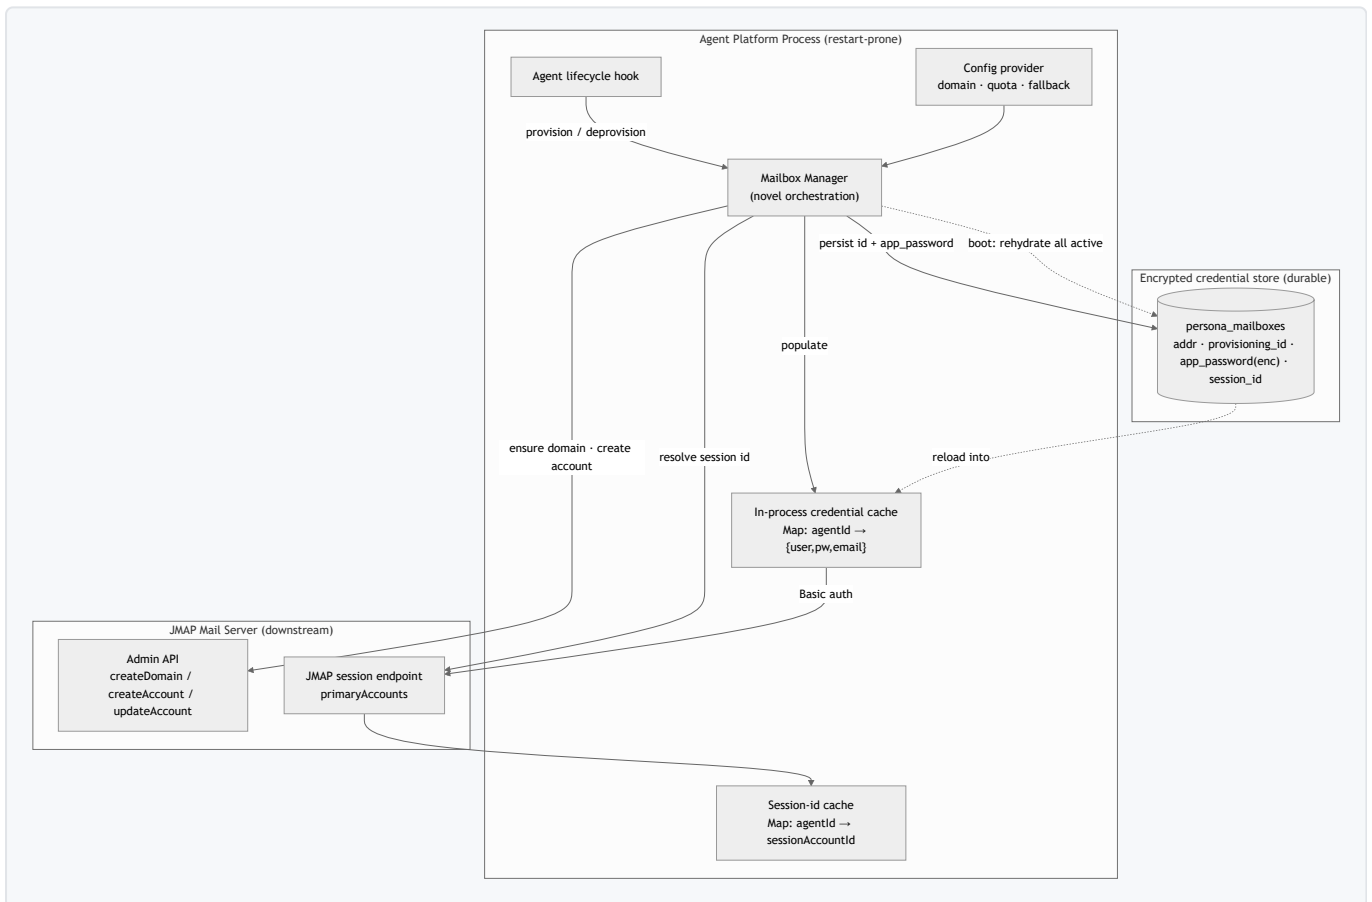 Agent Platform Process (restart-prone)
Agent lifecycle hook
Config provider
domain · quota · fallback
provision / deprovision
Mailbox Manager
(novel orchestration)
persist id + app_password
boot: rehydrate all active
Encrypted credential store (durable)
persona_mailboxes
addr · provisioning_id ·
app_password(enc) ·
session_id
populate
ensure domain · create
account
resolve session id
reload into
In-process credential cache
Map: agentId →
{user,pw,email}
Basic auth
JMAP Mail Server (downstream)
Admin API
createDomain /
createAccount /
updateAccount
JMAP session endpoint
primaryAccounts
Session-id cache
Map: agentId →
sessionAccountId